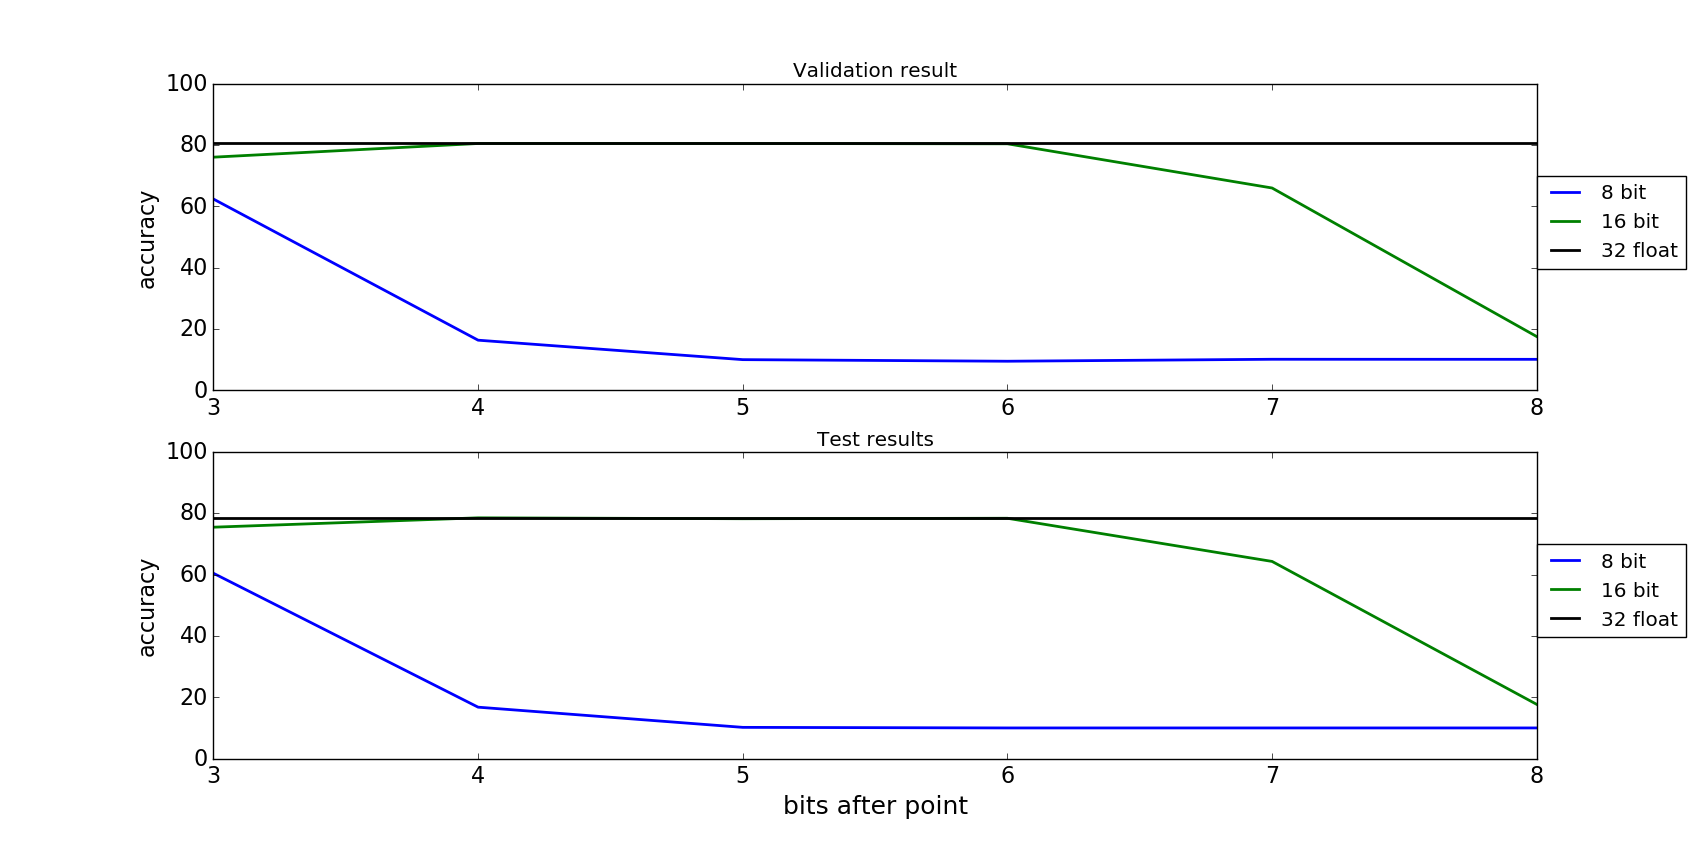 Validation result
100
80
60
40
20
0
accuracy
3 4 5 6 7 8
8 bit
16 bit
32 float
Test results
100
80
60
40
20
0
accuracy
3 4 5 6 7 8
bits after point
8 bit
16 bit
32 float